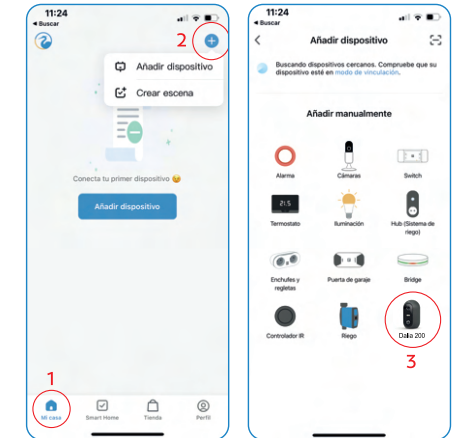 11:24
Buscar
2
Añadir dispositivo
Crear escena
Conecta tu primer dispositivo 😉
Añadir dispositivo
1
Mi casa
Smart Home
Tienda
Perfil
11:24
Buscar
Añadir dispositivo
Buscando dispositivos cercanos. Compruebe que su
dispositivo esté en modo de vinculación.
Añadir manualmente
Alarma
Cámaras
Switch
21.5
Termostato
Iluminación
Hub (Sistema de
riego)
Enchufes y
regletas
Puerta de garaje
Bridge
Controlador IR
Riego
Dalia 200
3